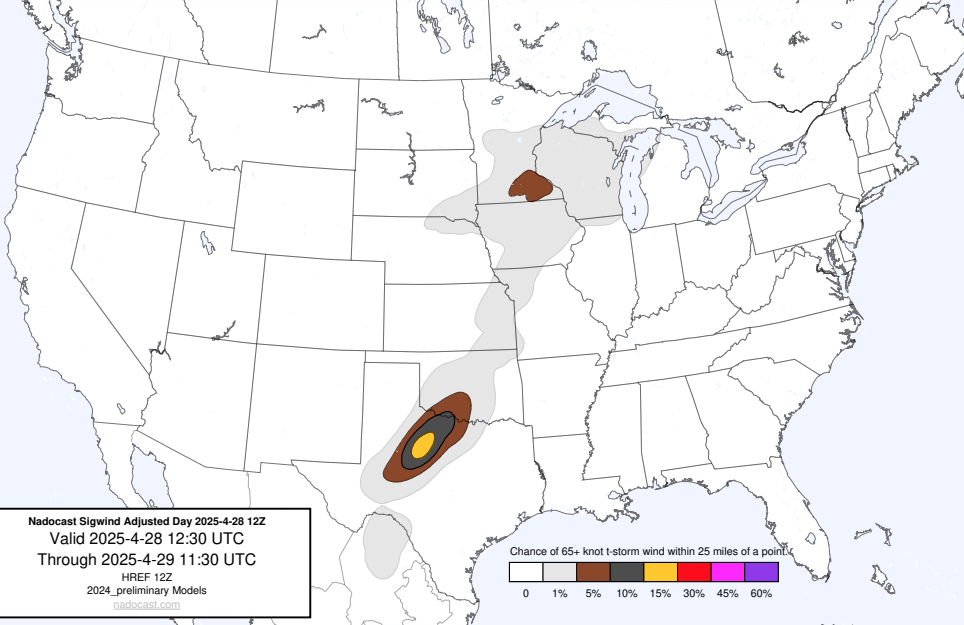 Nadocast Sigwind Adjusted Day 2025-4-28 12Z
Valid 2025-4-28 12:30 UTC
Through 2025-4-29 11:30 UTC
HREF 12Z
2024_preliminary Models
nadocast.com
Chance of 65+ knot t-storm wind within 25 miles of a point.
0 1% 5% 10% 15% 30% 45% 60%